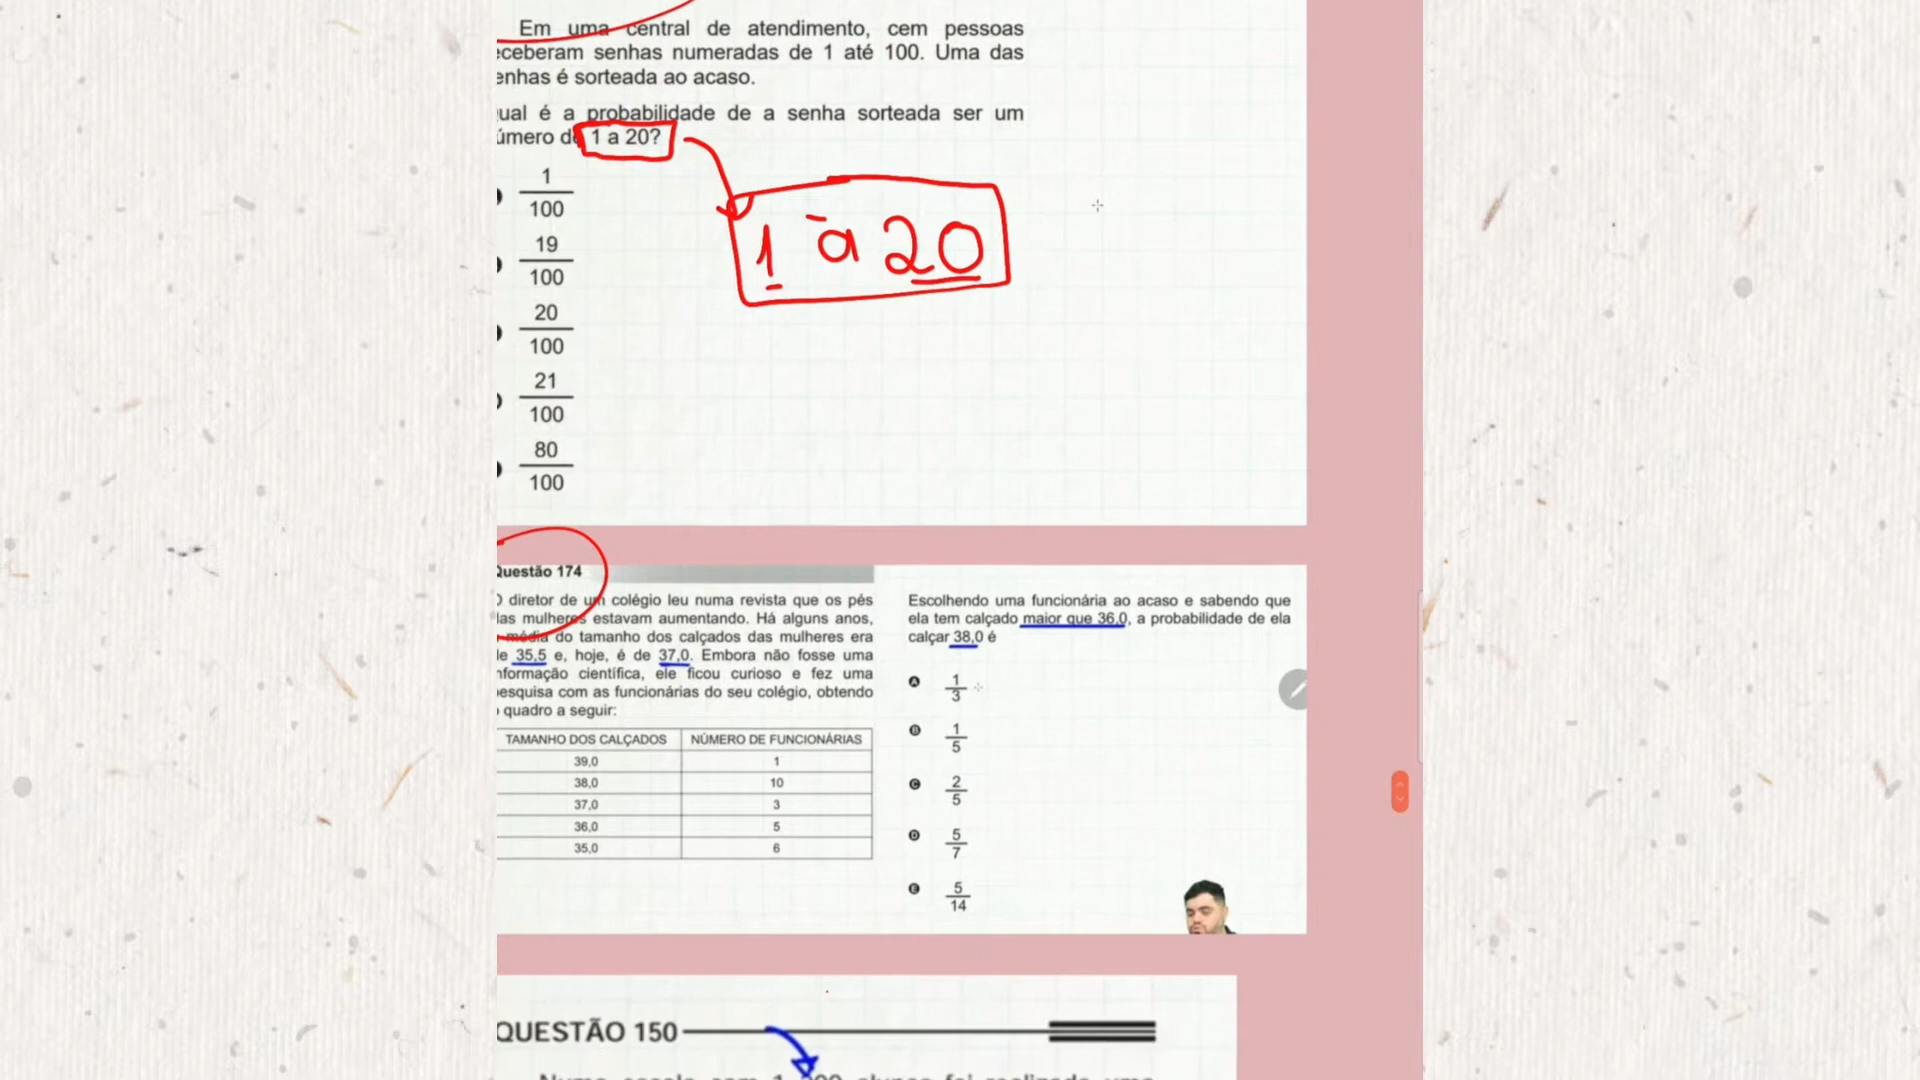 Em uma central de atendimento, cem pessoas
eceberam senhas numeradas de 1 até 100. Uma das
enhas é sorteada ao acaso.
ual é a probabilidade de a senha sorteada ser um
úmero de 1 a 20?
1 a 20
1
100
19
100
20
100
21
100
80
100
Questão 174
O diretor de um colégio leu numa revista que os pés
das mulheres estavam aumentando. Há alguns anos,
média do tamanho dos calçados das mulheres era
de 35,5 e, hoje, é de 37,0. Embora não fosse uma
nformação científica, ele ficou curioso e fez uma
esquisa com as funcionárias do seu colégio, obtendo
quadro a seguir:
TAMANHO DOS CALÇADOS NÚMERO DE FUNCIONÁRIAS
39,0 1
38,0 10
37,0 3
36,0 5
35,0 6
Escolhendo uma funcionária ao acaso e sabendo que
ela tem calçado maior que 36,0, a probabilidade de ela
calçar 38,0 é
A 1
3
B 1
5
C 2
5
D 5
7
E 5
14
QUESTÃO 150